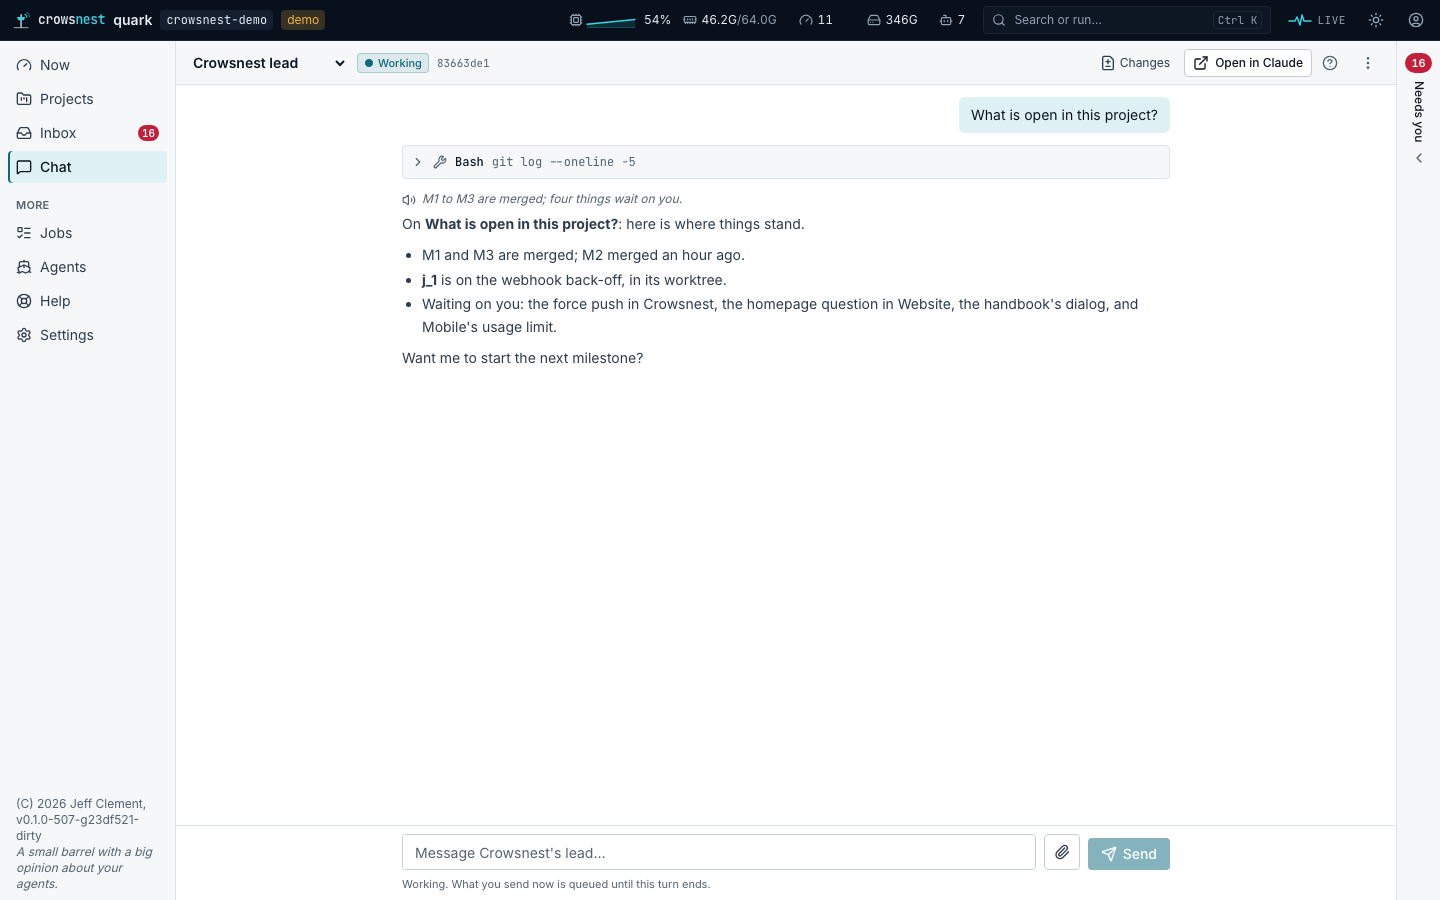 crowsnest quark crowsnest-demo demo 54% 46.2G/64.0G 11 346G 7 Search or run... Ctrl K LIVE
Now
Projects
Inbox 16
Chat
MORE
Jobs
Agents
Help
Settings
(C) 2026 Jeff Clement,
v0.1.0-507-g23df521-
dirty
A small barrel with a big
opinion about your
agents.
Crowsnest lead Working 83663de1 Changes Open in Claude
What is open in this project?
Bash git log --oneline -5
M1 to M3 are merged; four things wait on you.
On What is open in this project?: here is where things stand.
M1 and M3 are merged; M2 merged an hour ago.
j_1 is on the webhook back-off, in its worktree.
Waiting on you: the force push in Crowsnest, the homepage question in Website, the handbook's dialog, and
Mobile's usage limit.
Want me to start the next milestone?
Message Crowsnest's lead...
Send
Working. What you send now is queued until this turn ends.
16
Needs you